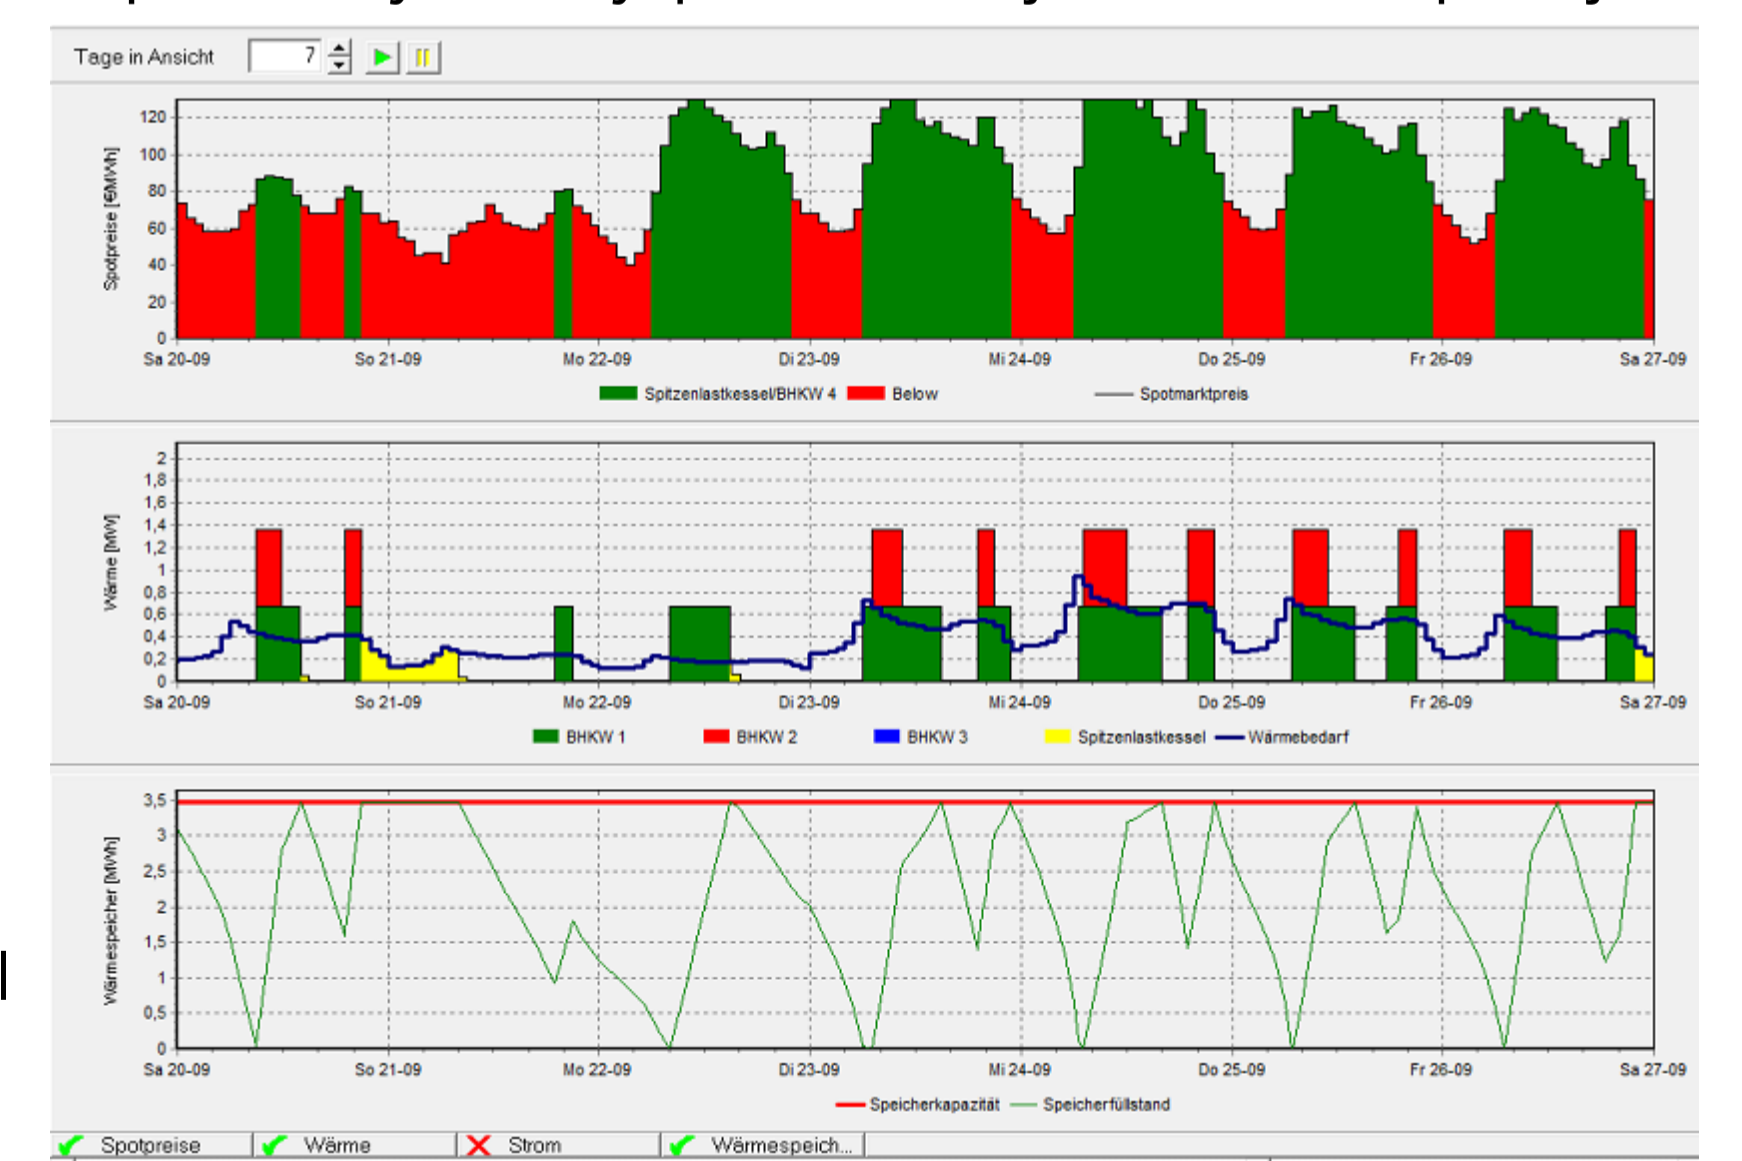 Tage in Ansicht 7
Spotpreise [€/MWh]
120
100
80
60
40
20
0
Sa 20-09 So 21-09 Mo 22-09 Di 23-09 Mi 24-09 Do 25-09 Fr 26-09 Sa 27-09
Spitzenlastkessel/BHKW 4 Below Spotmarktpreis
Wärme [MW]
2
1,8
1,6
1,4
1,2
1
0,8
0,6
0,4
0,2
0
Sa 20-09 So 21-09 Mo 22-09 Di 23-09 Mi 24-09 Do 25-09 Fr 26-09 Sa 27-09
BHKW 1 BHKW 2 BHKW 3 Spitzenlastkessel Wärmebedarf
Wärmespeicher [MWh]
3,5
3
2,5
2
1,5
1
0,5
0
Sa 20-09 So 21-09 Mo 22-09 Di 23-09 Mi 24-09 Do 25-09 Fr 26-09 Sa 27-09
Speicherkapazität Speicherfüllstand
Spotpreise Wärme Strom Wärmespeich...